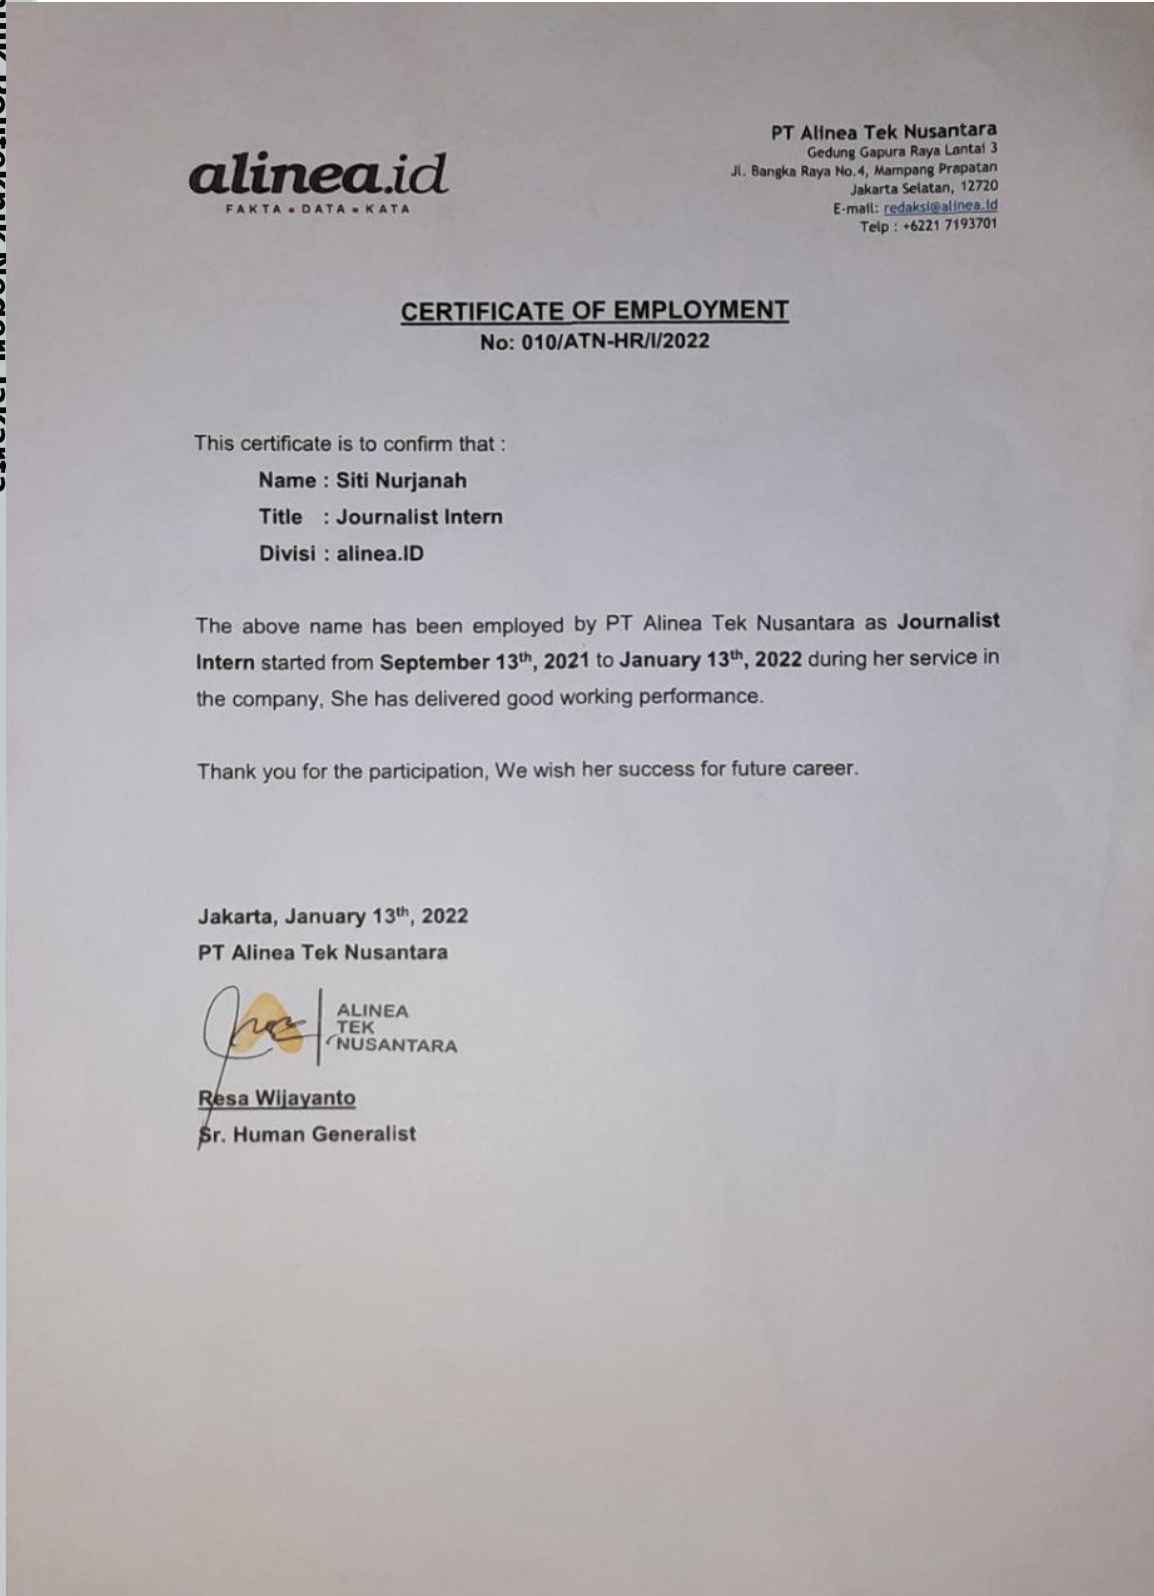 alinea.id
FAKTA • DATA • KATA
PT Alinea Tek Nusantara
Gedung Gapura Raya Lantai 3
Jl. Bangka Raya No.4, Mampang Prapatan
Jakarta Selatan, 12720
E-mail: redaksi@alinea.id
Telp : +6221 7193701
CERTIFICATE OF EMPLOYMENT
No: 010/ATN-HR/I/2022
This certificate is to confirm that :
Name : Siti Nurjanah
Title : Journalist Intern
Divisi : alinea.ID
The above name has been employed by PT Alinea Tek Nusantara as Journalist
Intern started from September 13th, 2021 to January 13th, 2022 during her service in
the company, She has delivered good working performance.
Thank you for the participation, We wish her success for future career.
Jakarta, January 13th, 2022
PT Alinea Tek Nusantara
ALINEA
TEK
NUSANTARA
Resa Wijayanto
Sr. Human Generalist